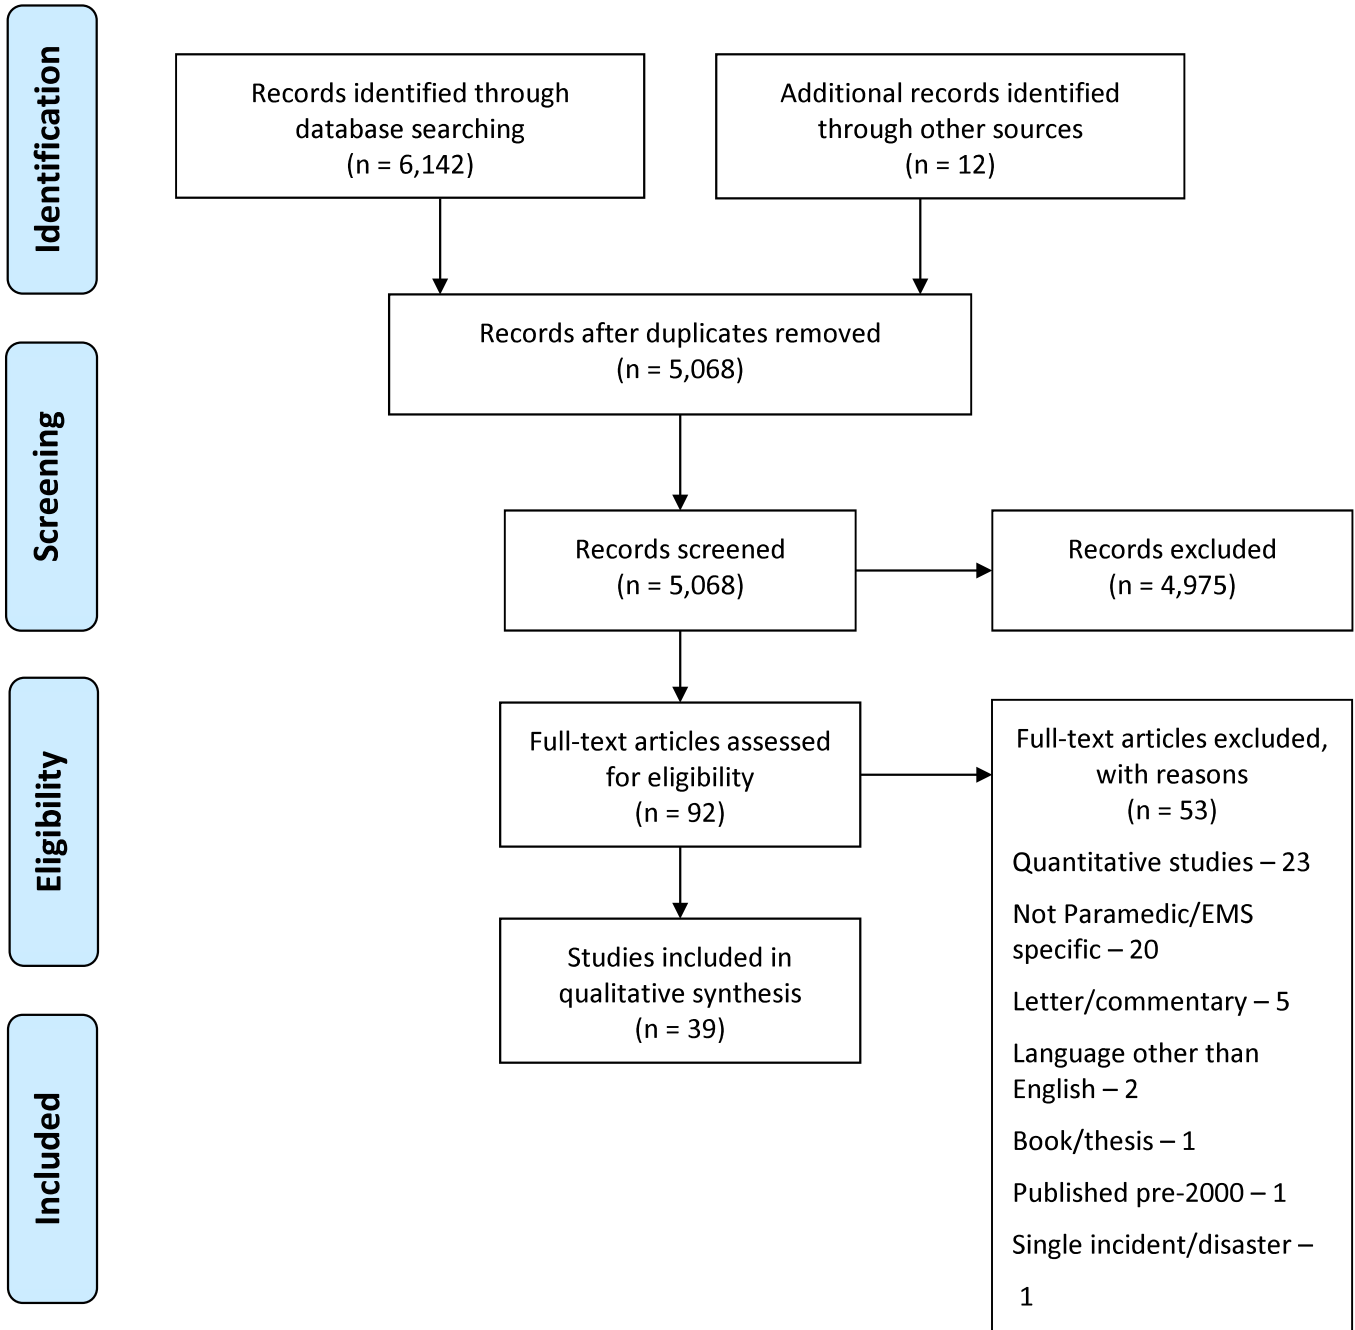 Identification
Records identified through
database searching
(n = 6,142)
Additional records identified
through other sources
(n = 12)
Records after duplicates removed
(n = 5,068)
Screening
Records screened
(n = 5,068)
Records excluded
(n = 4,975)
Eligibility
Full-text articles assessed
for eligibility
(n = 92)
Full-text articles excluded,
with reasons
(n = 53)
Quantitative studies – 23
Not Paramedic/EMS
specific – 20
Letter/commentary – 5
Language other than
English – 2
Book/thesis – 1
Published pre-2000 – 1
Single incident/disaster –
1
Studies included in
qualitative synthesis
(n = 39)
Included